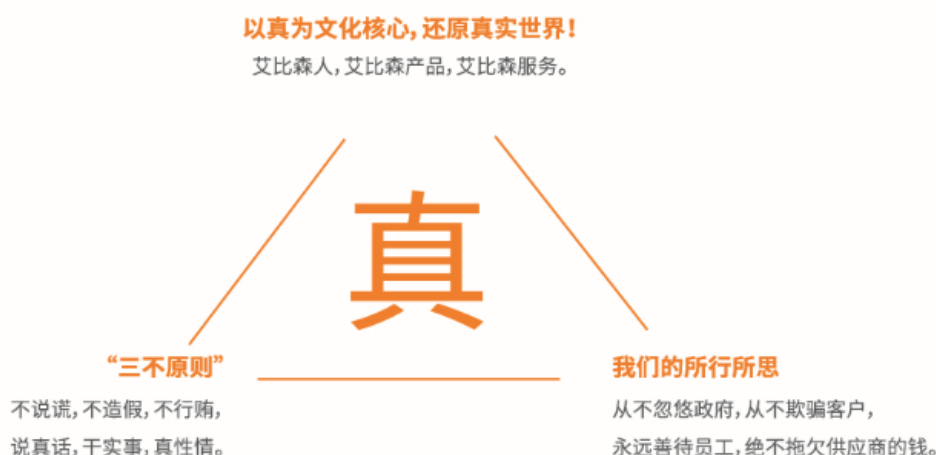 以真为文化核心,还原真实世界!
艾比森人,艾比森产品,艾比森服务。
真
“三不原则”
不说谎,不造假,不行贿,
说真话,干实事,真性情。
我们的所行所思
从不忽悠政府,从不欺骗客户,
永远善待员工,绝不拖欠供应商的钱。